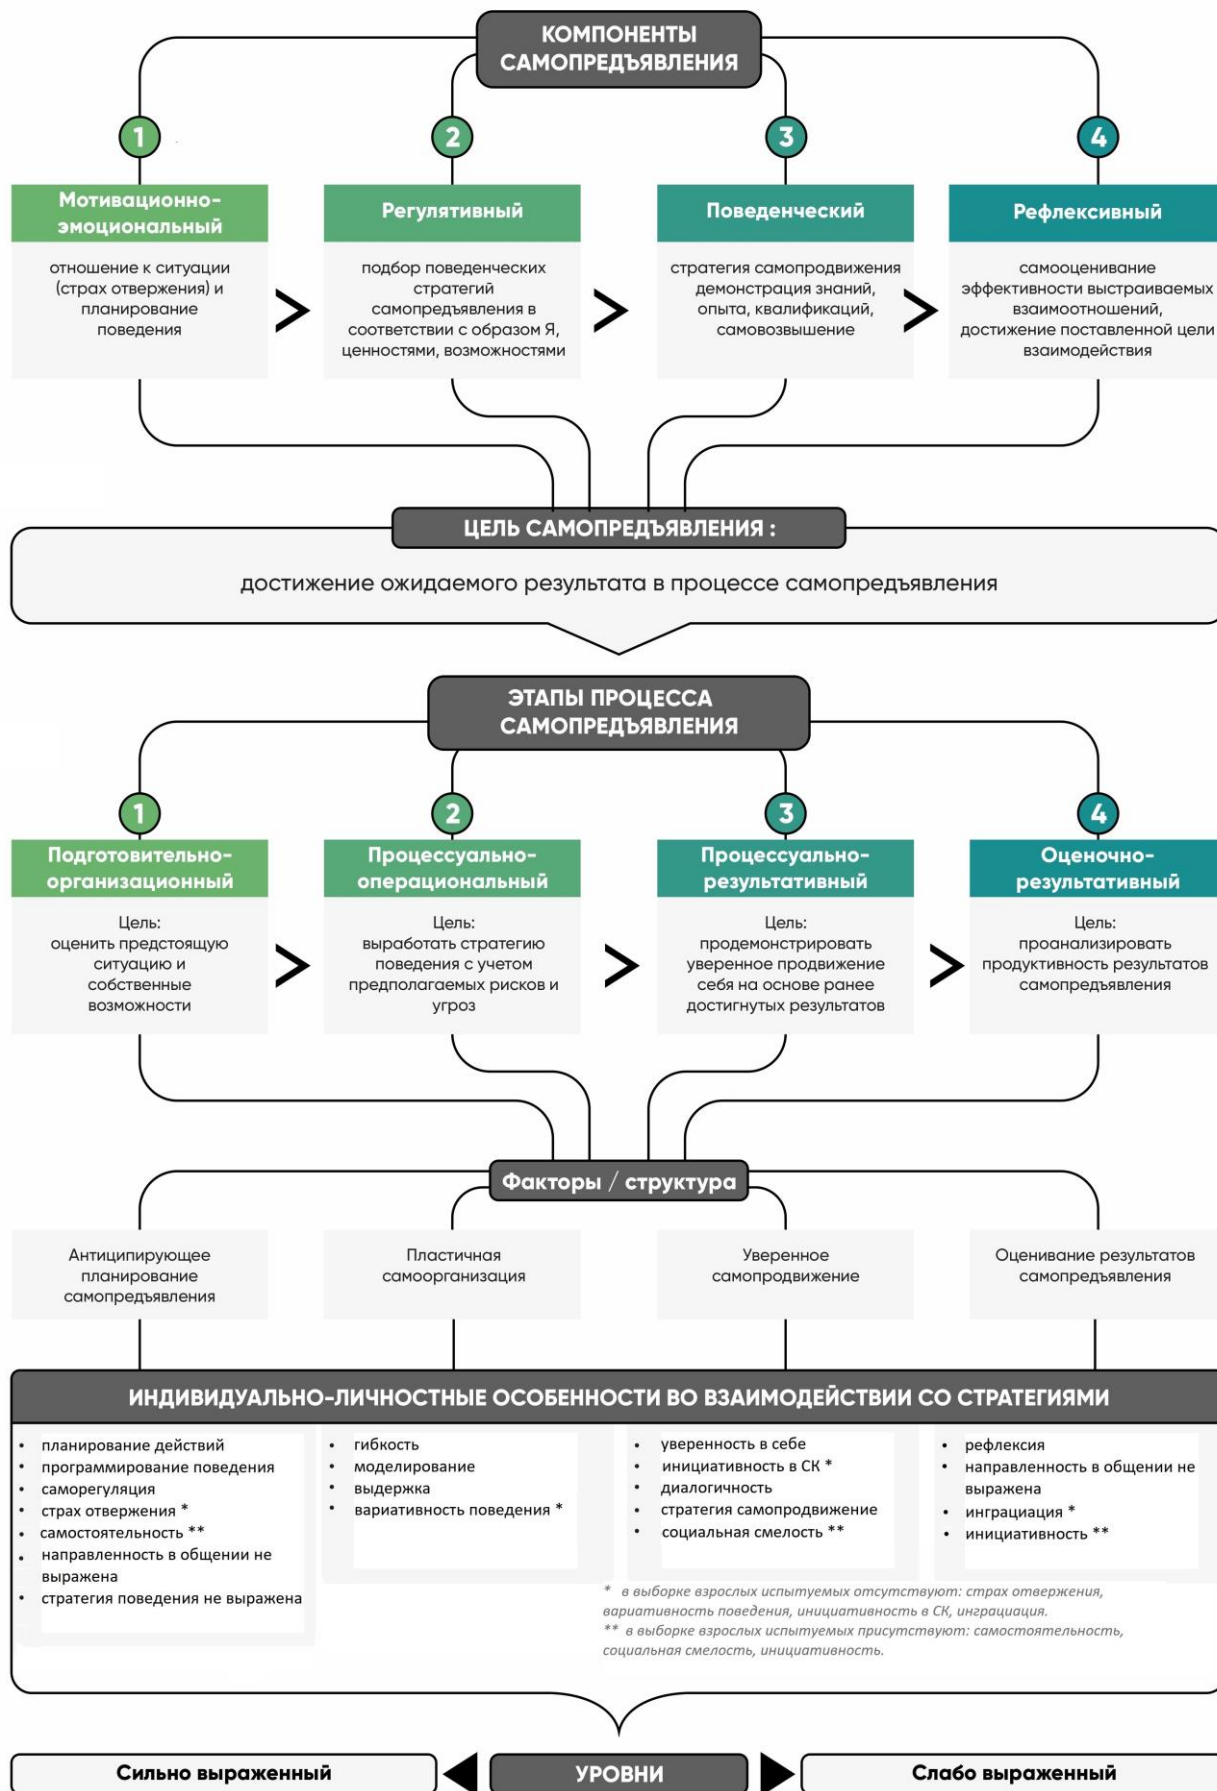 КОМПОНЕНТЫ
САМОПРЕДЪЯВЛЕНИЯ
1
2
3
4
Мотивационно-
эмоциональный
отношение к ситуации
(страх отвержения) и
планирование
поведения
Регулятивный
подбор поведенческих
стратегий
самопредъявления в
соответствии с образом Я,
ценностями, возможностями
Поведенческий
стратегия самопродвижения
демонстрация знаний,
опыта, квалификаций,
самовозвышение
Рефлексивный
самооценивание
эффективности выстраиваемых
взаимоотношений,
достижение поставленной цели
взаимодействия
ЦЕЛЬ САМОПРЕДЪЯВЛЕНИЯ :
достижение ожидаемого результата в процессе самопредъявления
ЭТАПЫ ПРОЦЕССА
САМОПРЕДЪЯВЛЕНИЯ
1
2
3
4
Подготовительно-
организационный
Цель:
оценить предстоящую
ситуацию и
собственные
возможности
Процессуально-
операциональный
Цель:
выработать стратегию
поведения с учетом
предполагаемых рисков и
угроз
Процессуально-
результативный
Цель:
продемонстрировать
уверенное продвижение
себя на основе ранее
достигнутых результатов
Оценочно-
результативный
Цель:
проанализировать
продуктивность результатов
самопредъявления
Факторы / структура
Антиципирующее
планирование
самопредъявления
Пластичная
самоорганизация
Уверенное
самопродвижение
Оценивание результатов
самопредъявления
ИНДИВИДУАЛЬНО-ЛИЧНОСТНЫЕ ОСОБЕННОСТИ ВО ВЗАИМОДЕЙСТВИИ СО СТРАТЕГИЯМИ
• планирование действий
• программирование поведения
• саморегуляция
• страх отвержения *
• самостоятельность **
• направленность в общении не
выражена
• стратегия поведения не выражена
• гибкость
• моделирование
• выдержка
• вариативность поведения *
• уверенность в себе
• инициативность в СК *
• диалогичность
• стратегия самопродвижение
• социальная смелость **
• рефлексия
• направленность в общении не
выражена
• инграциация *
• инициативность **
* в выборке взрослых испытуемых отсутствуют: страх отвержения,
вариативность поведения, инициативность в СК, инграциация.
** в выборке взрослых испытуемых присутствуют: самостоятельность,
социальная смелость, инициативность.
Сильно выраженный
УРОВНИ
Слабо выраженный